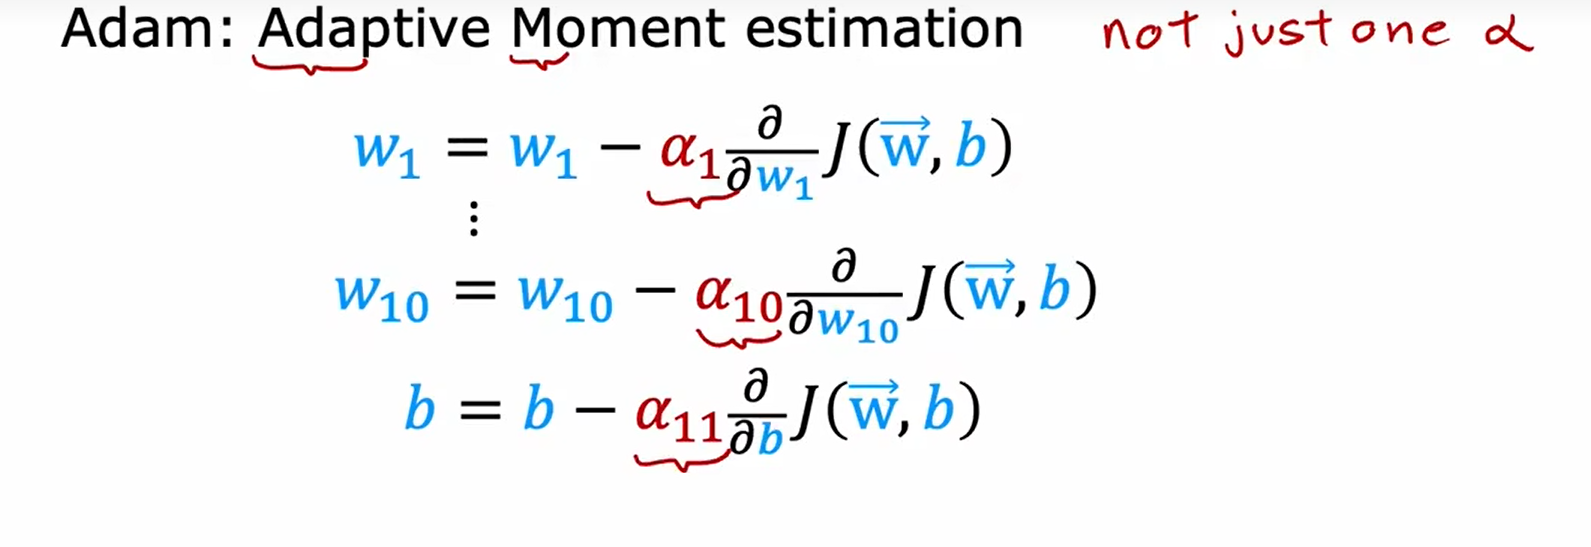 Adam: Adaptive Moment estimation not just one α
w₁ = w₁ − α₁ ∂/∂w₁ J(w⃗, b)
⋮
w₁₀ = w₁₀ − α₁₀ ∂/∂w₁₀ J(w⃗, b)
b = b − α₁₁ ∂/∂b J(w⃗, b)